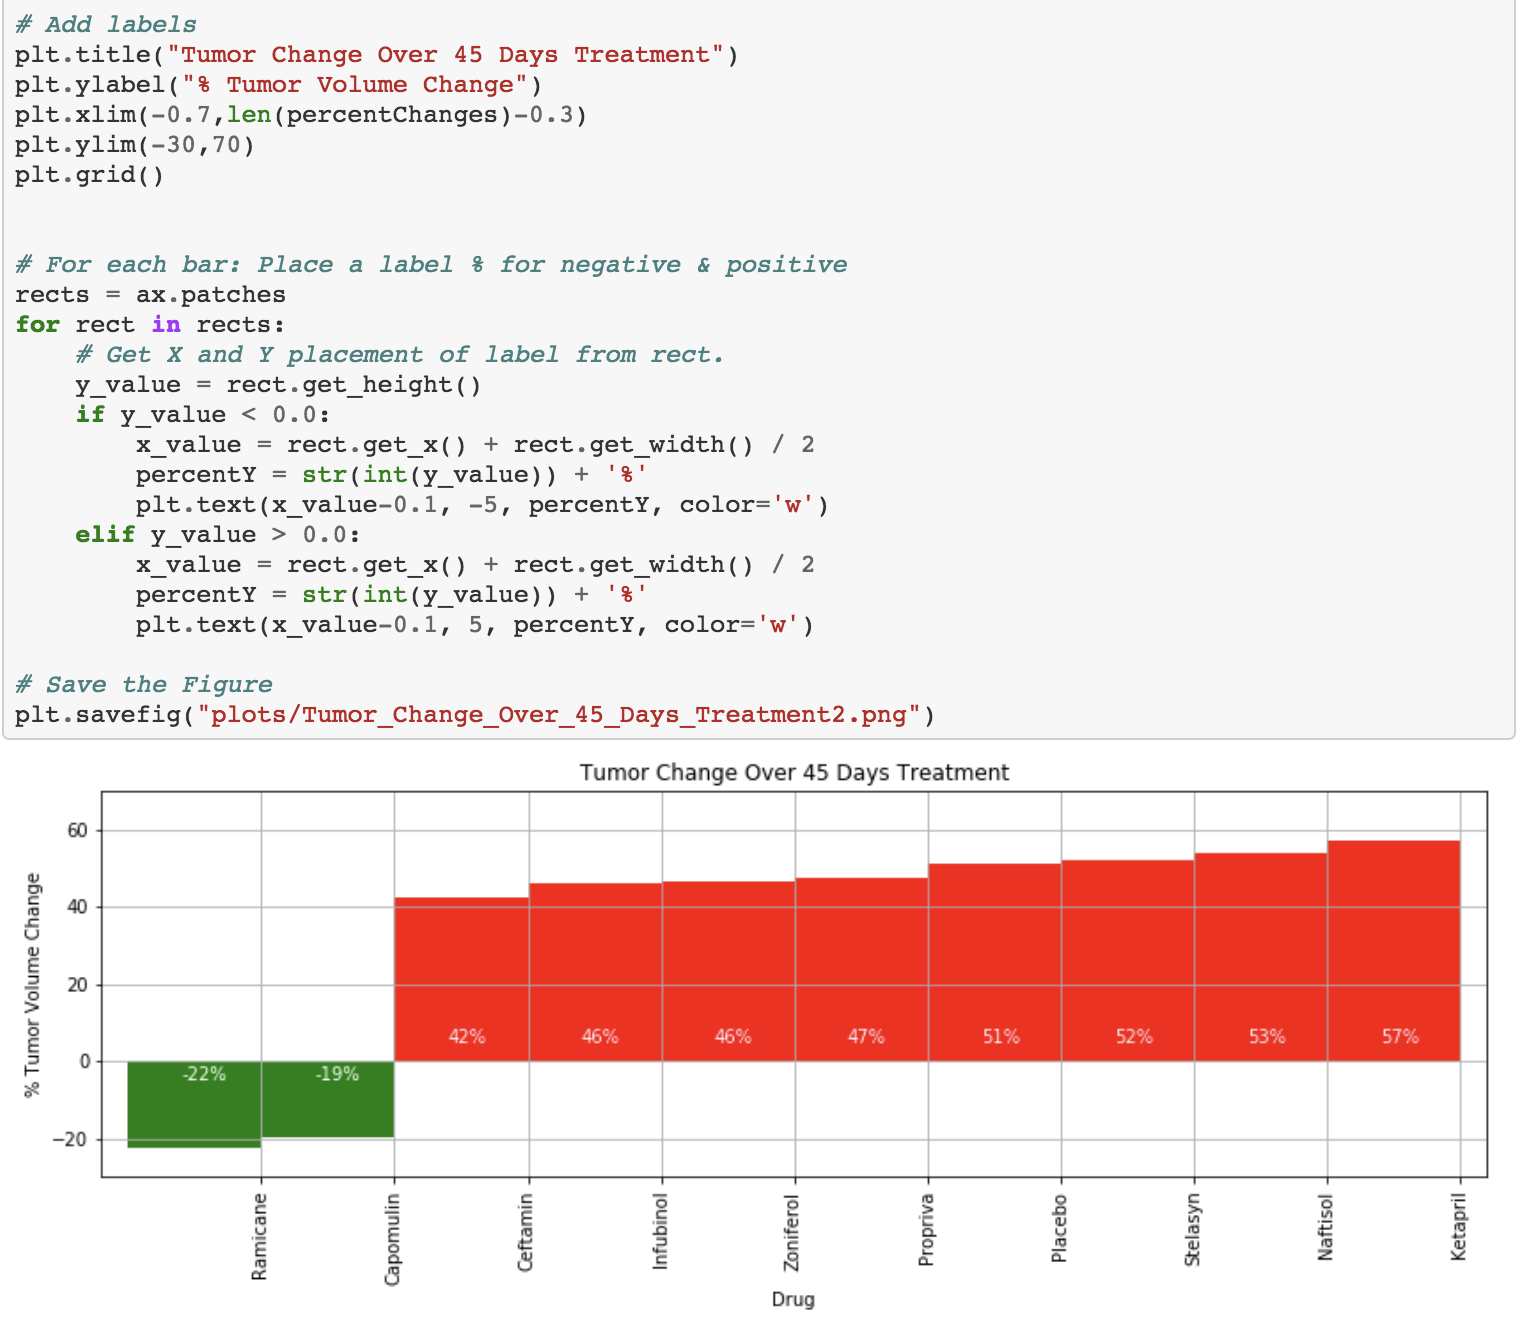 # Add labels
plt.title("Tumor Change Over 45 Days Treatment")
plt.ylabel("% Tumor Volume Change")
plt.xlim(-0.7,len(percentChanges)-0.3)
plt.ylim(-30,70)
plt.grid()
# For each bar: Place a label % for negative & positive
rects = ax.patches
for rect in rects:
    # Get X and Y placement of label from rect.
    y_value = rect.get_height()
    if y_value < 0.0:
        x_value = rect.get_x() + rect.get_width() / 2
        percentY = str(int(y_value)) + '%'
        plt.text(x_value-0.1, -5, percentY, color='w')
    elif y_value > 0.0:
        x_value = rect.get_x() + rect.get_width() / 2
        percentY = str(int(y_value)) + '%'
        plt.text(x_value-0.1, 5, percentY, color='w')
# Save the Figure
plt.savefig("plots/Tumor_Change_Over_45_Days_Treatment2.png")
Tumor Change Over 45 Days Treatment
% Tumor Volume Change
60
40
20
0
−20
-22%
-19%
42%
46%
46%
47%
51%
52%
53%
57%
Ramicane
Capomulin
Ceftamin
Infubinol
Zoniferol
Propriva
Placebo
Stelasyn
Naftisol
Ketapril
Drug